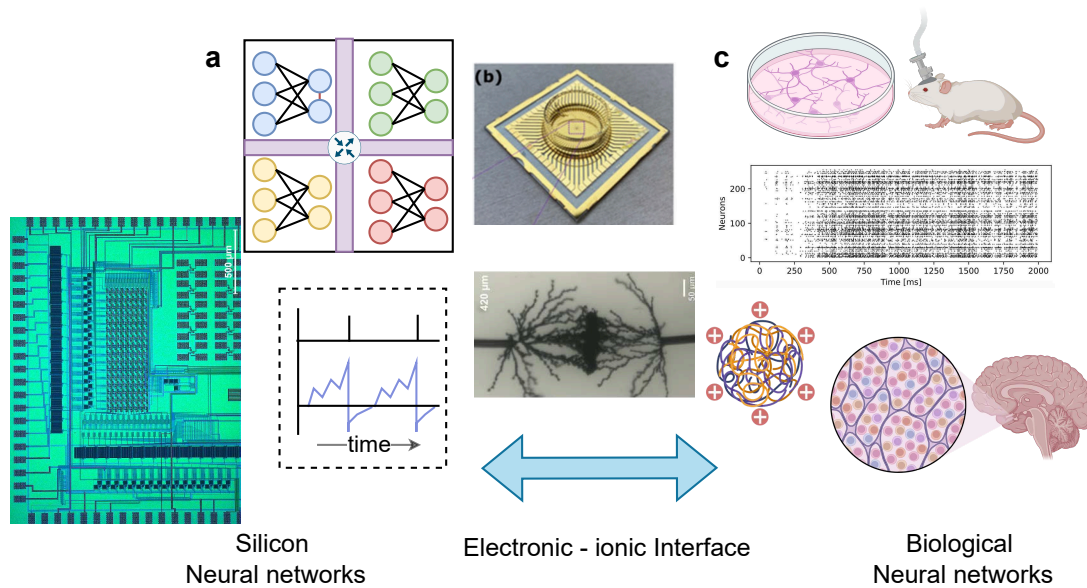 a
(b)
c
500 μm
time
420 μm
50 μm
Neurons
200
100
0
0
250
500
750
1000
1250
1500
1750
2000
Time [ms]
Silicon
Neural networks
Electronic - ionic Interface
Biological
Neural networks